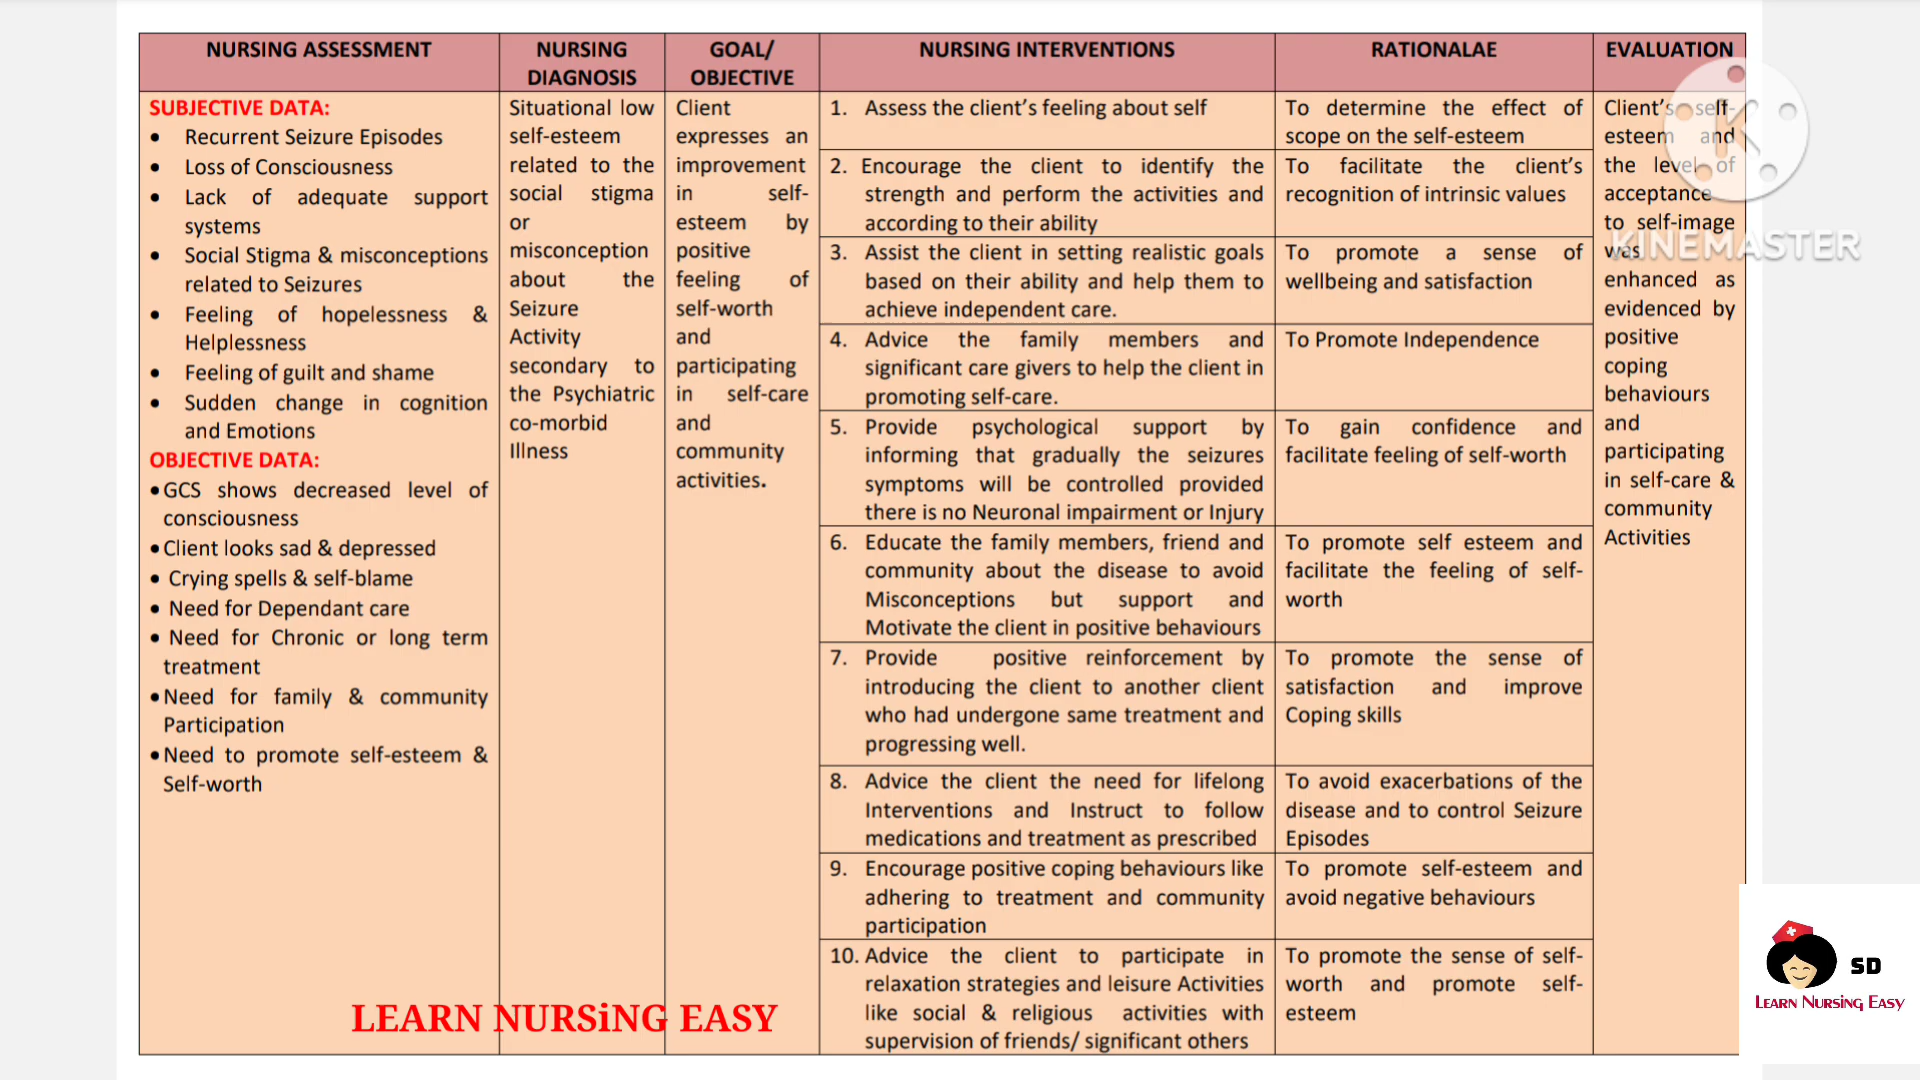 NURSING ASSESSMENT
NURSING
DIAGNOSIS
GOAL/
OBJECTIVE
NURSING INTERVENTIONS
RATIONALAE
EVALUATION
SUBJECTIVE DATA:
• Recurrent Seizure Episodes
• Loss of Consciousness
• Lack of adequate support
systems
• Social Stigma & misconceptions
related to Seizures
• Feeling of hopelessness &
Helplessness
• Feeling of guilt and shame
• Sudden change in cognition
and Emotions
OBJECTIVE DATA:
• GCS shows decreased level of
consciousness
• Client looks sad & depressed
• Crying spells & self-blame
• Need for Dependant care
• Need for Chronic or long term
treatment
• Need for family & community
Participation
• Need to promote self-esteem &
Self-worth
Situational low
self-esteem
related to the
social stigma
or
misconception
about the
Seizure
Activity
secondary to
the Psychiatric
co-morbid
Illness
Client
expresses an
improvement
in self-
esteem by
positive
feeling of
self-worth
and
participating
in self-care
and
community
activities.
1. Assess the client's feeling about self
To determine the effect of
scope on the self-esteem
2. Encourage the client to identify the
strength and perform the activities and
according to their ability
To facilitate the client's
recognition of intrinsic values
3. Assist the client in setting realistic goals
based on their ability and help them to
achieve independent care.
To promote a sense of
wellbeing and satisfaction
4. Advice the family members and
significant care givers to help the client in
promoting self-care.
To Promote Independence
5. Provide psychological support by
informing that gradually the seizures
symptoms will be controlled provided
there is no Neuronal impairment or Injury
To gain confidence and
facilitate feeling of self-worth
6. Educate the family members, friend and
community about the disease to avoid
Misconceptions but support and
Motivate the client in positive behaviours
To promote self esteem and
facilitate the feeling of self-
worth
7. Provide positive reinforcement by
introducing the client to another client
who had undergone same treatment and
progressing well.
To promote the sense of
satisfaction and improve
Coping skills
8. Advice the client the need for lifelong
Interventions and Instruct to follow
medications and treatment as prescribed
To avoid exacerbations of the
disease and to control Seizure
Episodes
9. Encourage positive coping behaviours like
adhering to treatment and community
participation
To promote self-esteem and
avoid negative behaviours
10. Advice the client to participate in
relaxation strategies and leisure Activities
like social & religious activities with
supervision of friends/ significant others
To promote the sense of self-
worth and promote self-
esteem
Client's self-
esteem and
the level of
acceptance
to self-image
was
enhanced as
evidenced by
positive
coping
behaviours
and
participating
in self-care &
community
Activities
K
KINEMASTER
LEARN NURSiNG EASY
SD
LEARN NURSiNG EASY